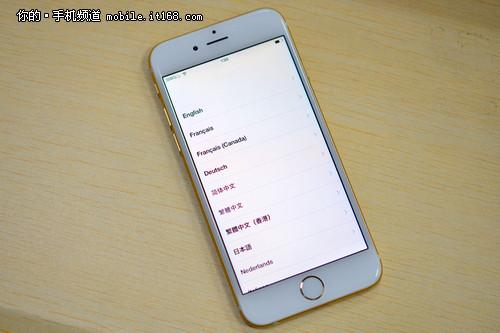 你的·手机频道 mobile.it168.com
English
Français
Français (Canada)
Deutsch
简体中文
繁體中文
繁體中文（香港）
日本語
Nederlands